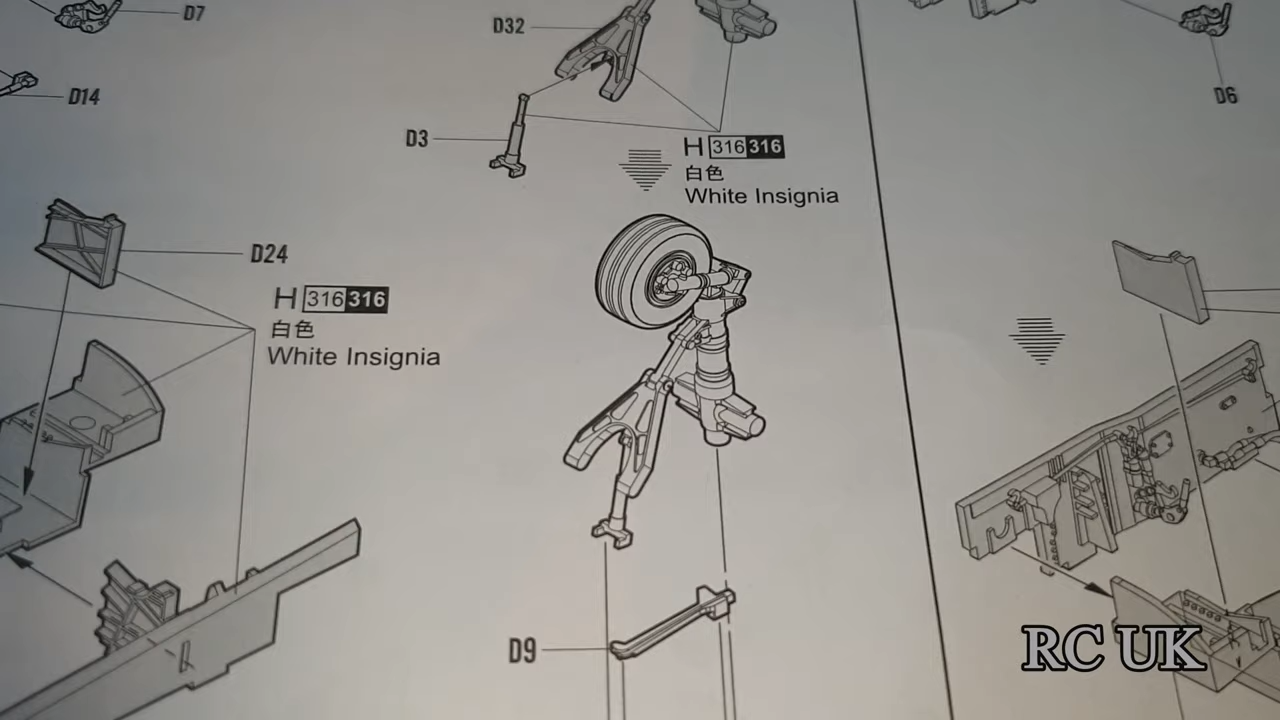 D7
D32
D14
D6
D3
H 316 316
白色
White Insignia
D24
H 316 316
白色
White Insignia
D9
RC UK